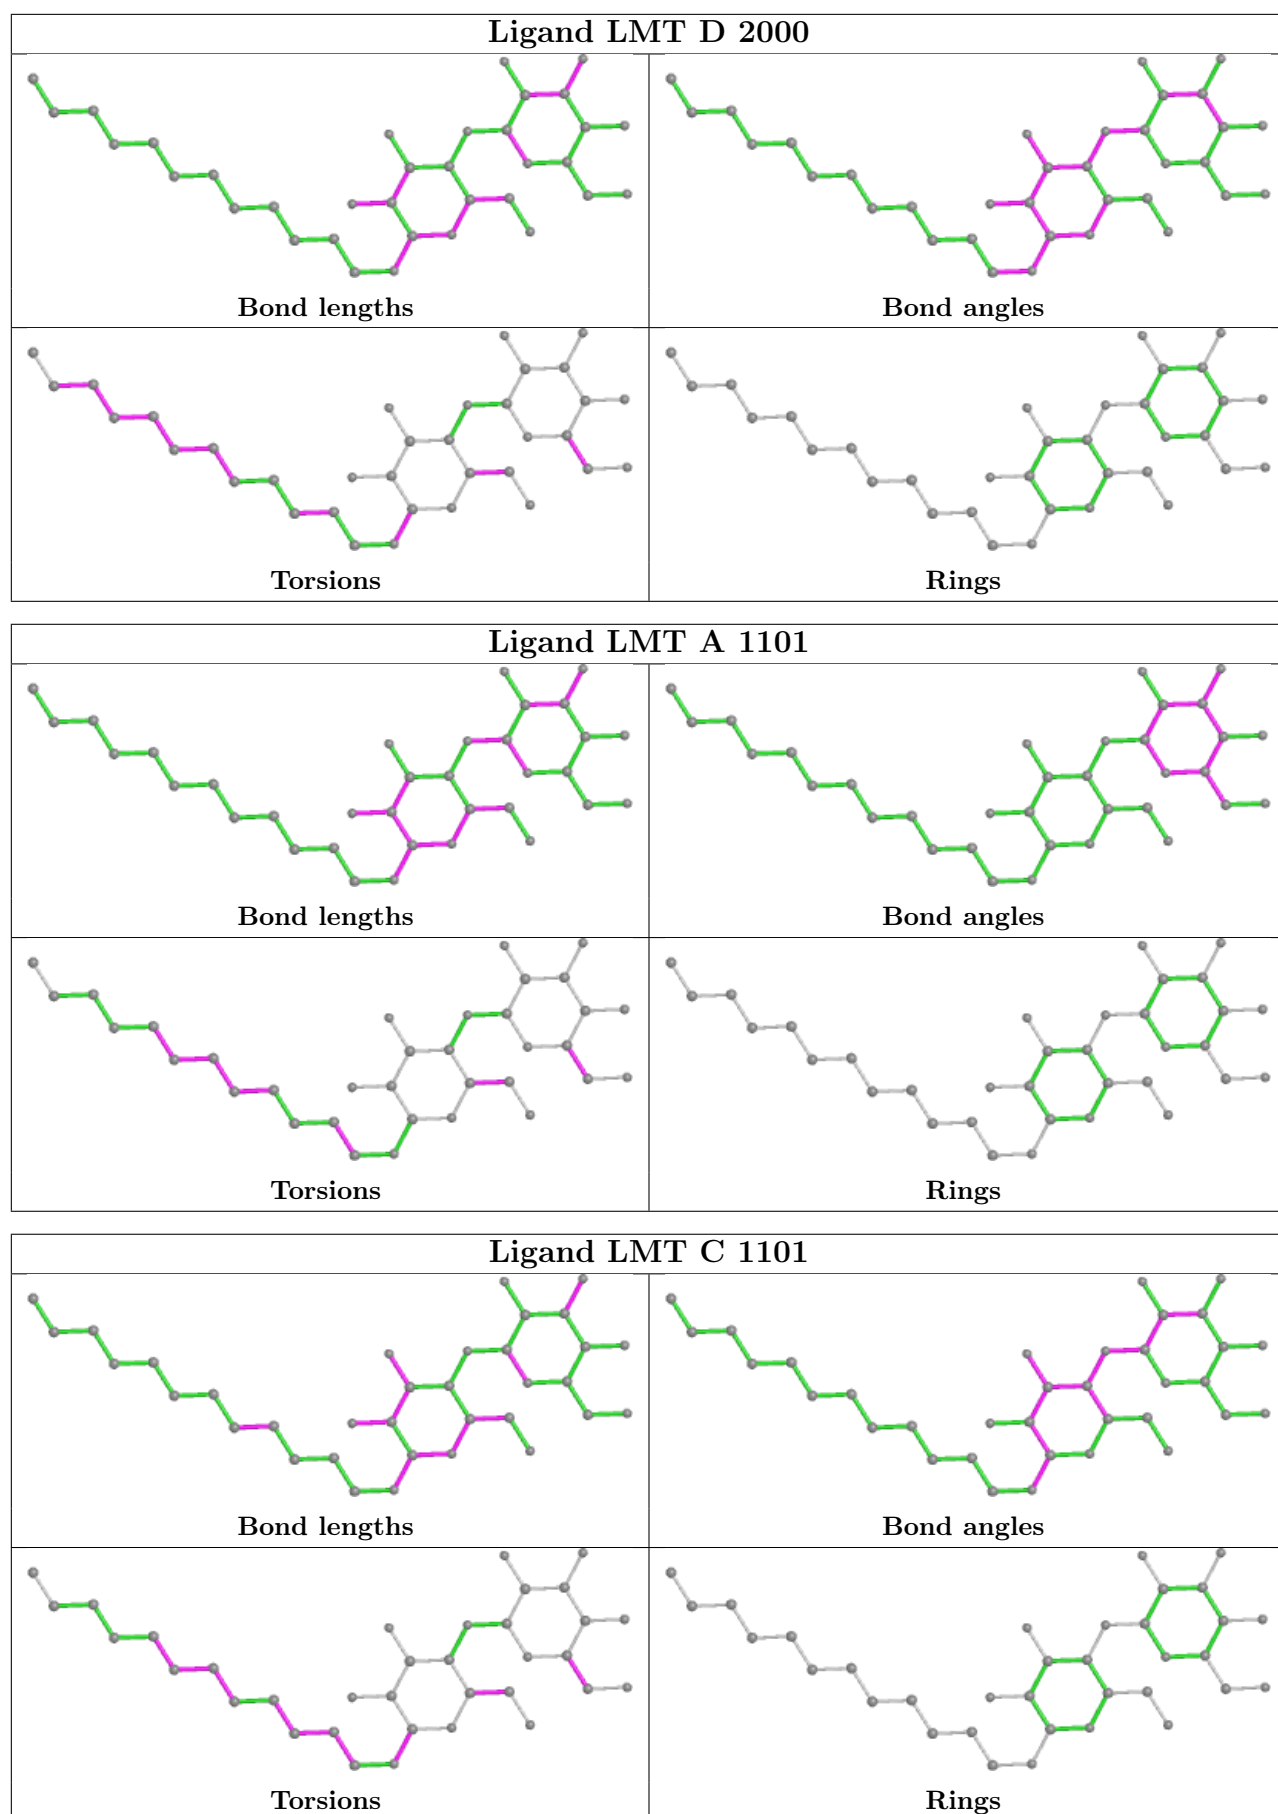 Ligand LMT D 2000
Bond lengths
Bond angles
Torsions
Rings
Ligand LMT A 1101
Bond lengths
Bond angles
Torsions
Rings
Ligand LMT C 1101
Bond lengths
Bond angles
Torsions
Rings